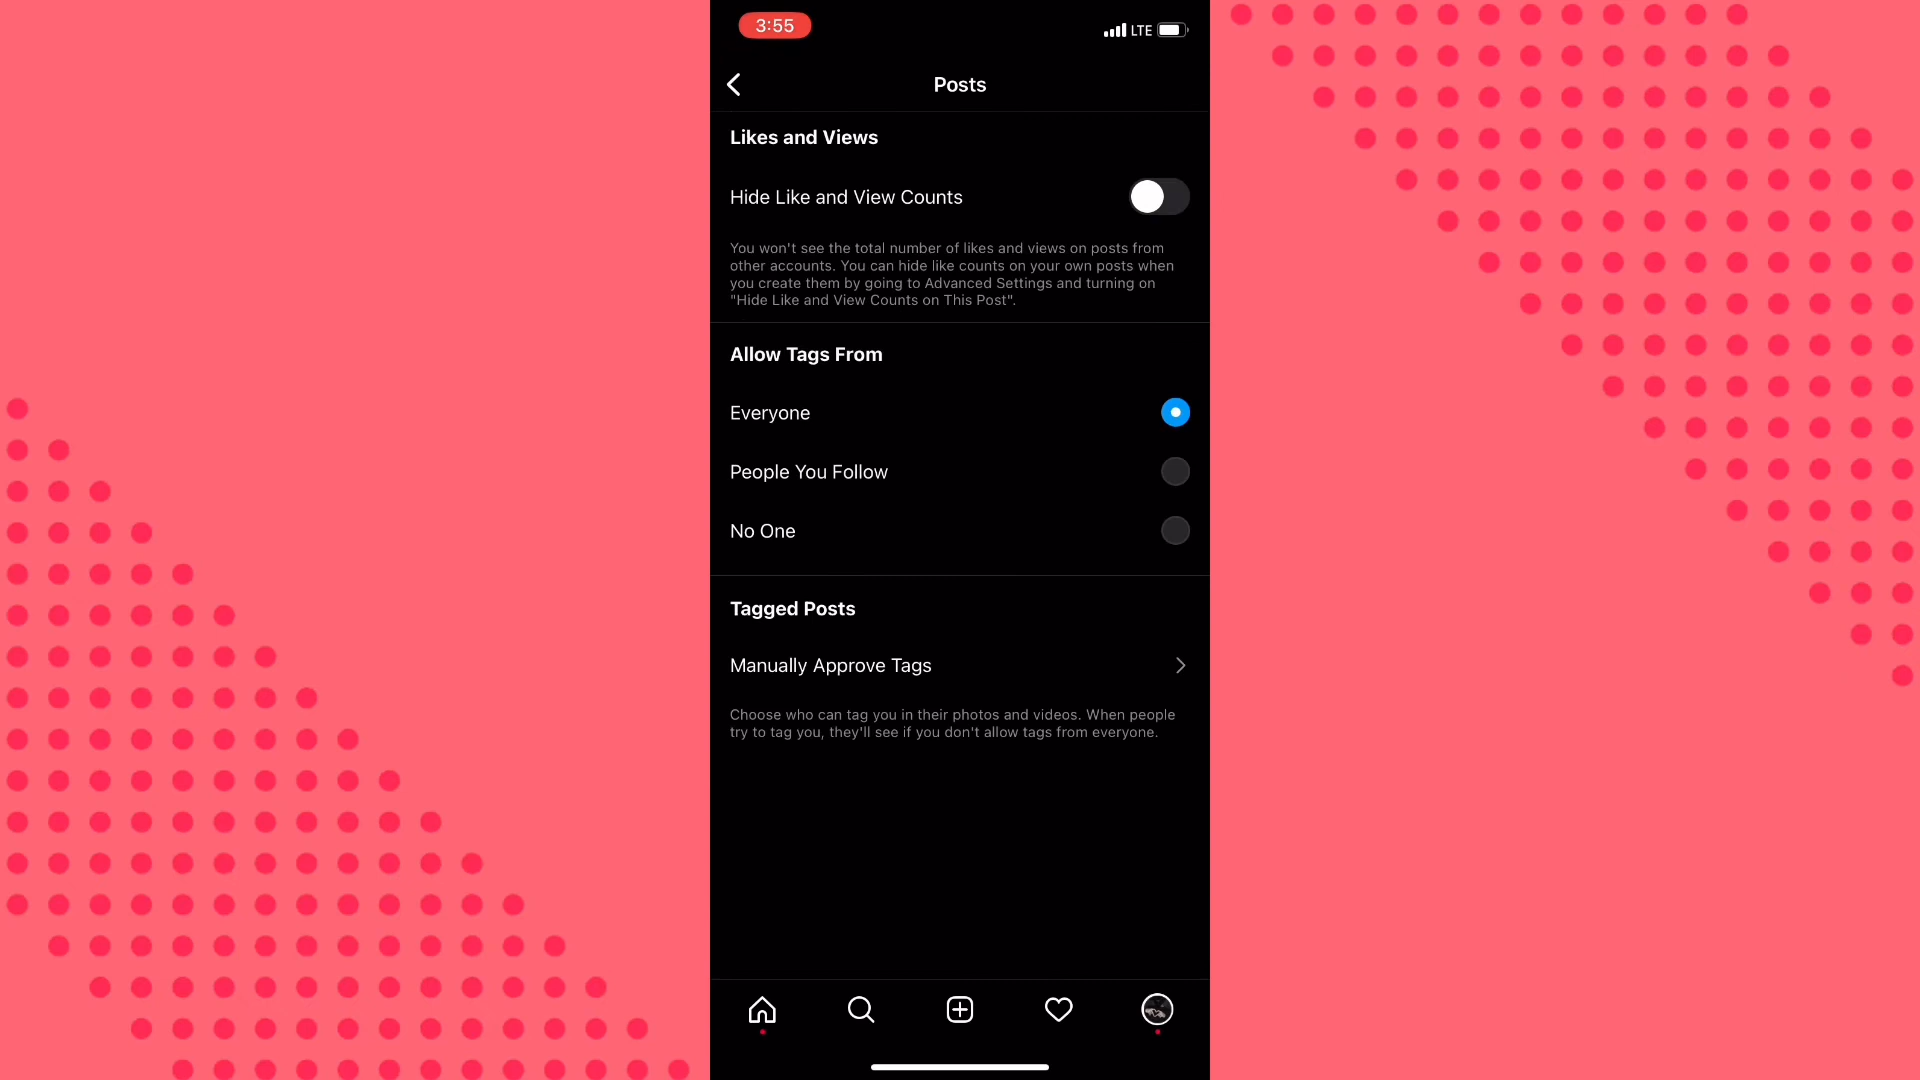 3:55
LTE
Posts
Likes and Views
Hide Like and View Counts
You won't see the total number of likes and views on posts from
other accounts. You can hide like counts on your own posts when
you create them by going to Advanced Settings and turning on
"Hide Like and View Counts on This Post".
Allow Tags From
Everyone
People You Follow
No One
Tagged Posts
Manually Approve Tags
Choose who can tag you in their photos and videos. When people
try to tag you, they'll see if you don't allow tags from everyone.